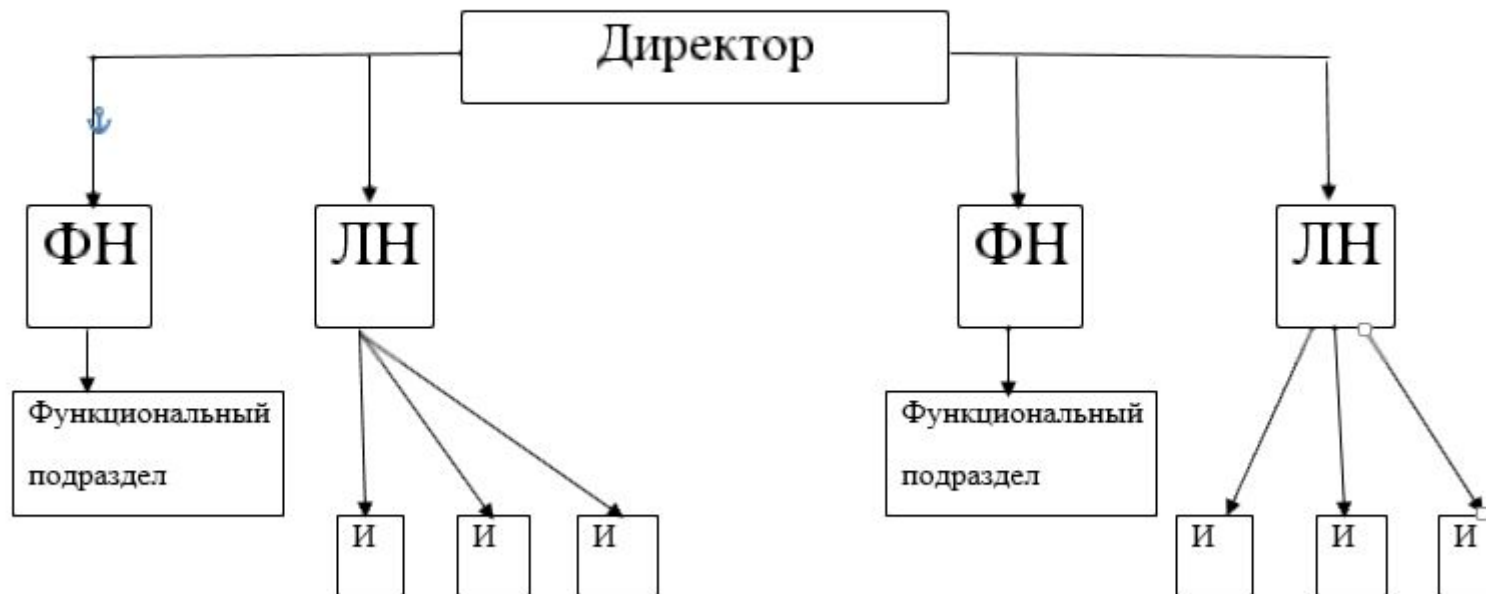 Директор
ФН
ЛН
ФН
ЛН
Функциональный
подраздел
Функциональный
подраздел
И
И
И
И
И
И